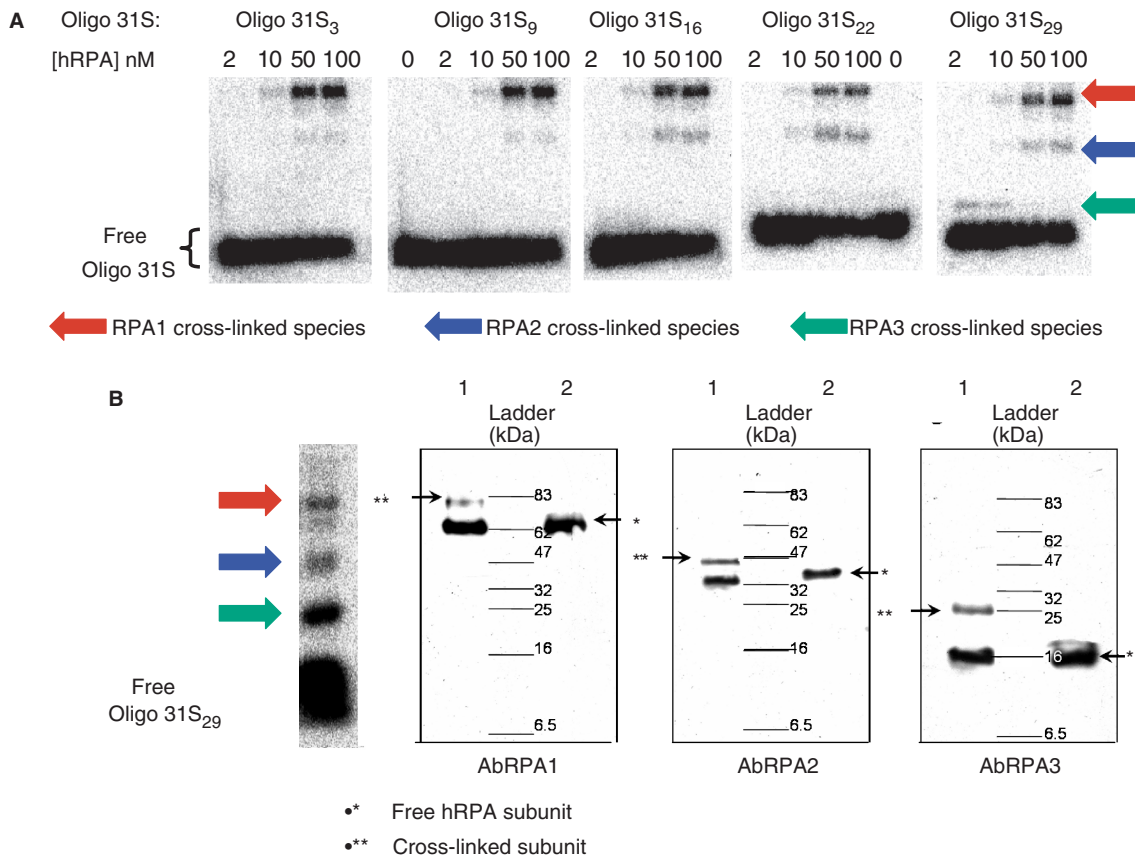 A
Oligo 31S: Oligo 31S3 Oligo 31S9 Oligo 31S16 Oligo 31S22 Oligo 31S29
[hRPA] nM 2 10 50 100 0 2 10 50 100 2 10 50 100 2 10 50 100 0 2 10 50 100
Free
Oligo 31S
RPA1 cross-linked species RPA2 cross-linked species RPA3 cross-linked species
B
1 2 1 2 1 2
Ladder Ladder Ladder
(kDa) (kDa) (kDa)
** 83 * 62 47 32 25 16 6.5
** 83 62 47 * 32 25 16 6.5
** 83 62 47 32 25 16 * 6.5
Free
Oligo 31S29
AbRPA1 AbRPA2 AbRPA3
•* Free hRPA subunit
•** Cross-linked subunit